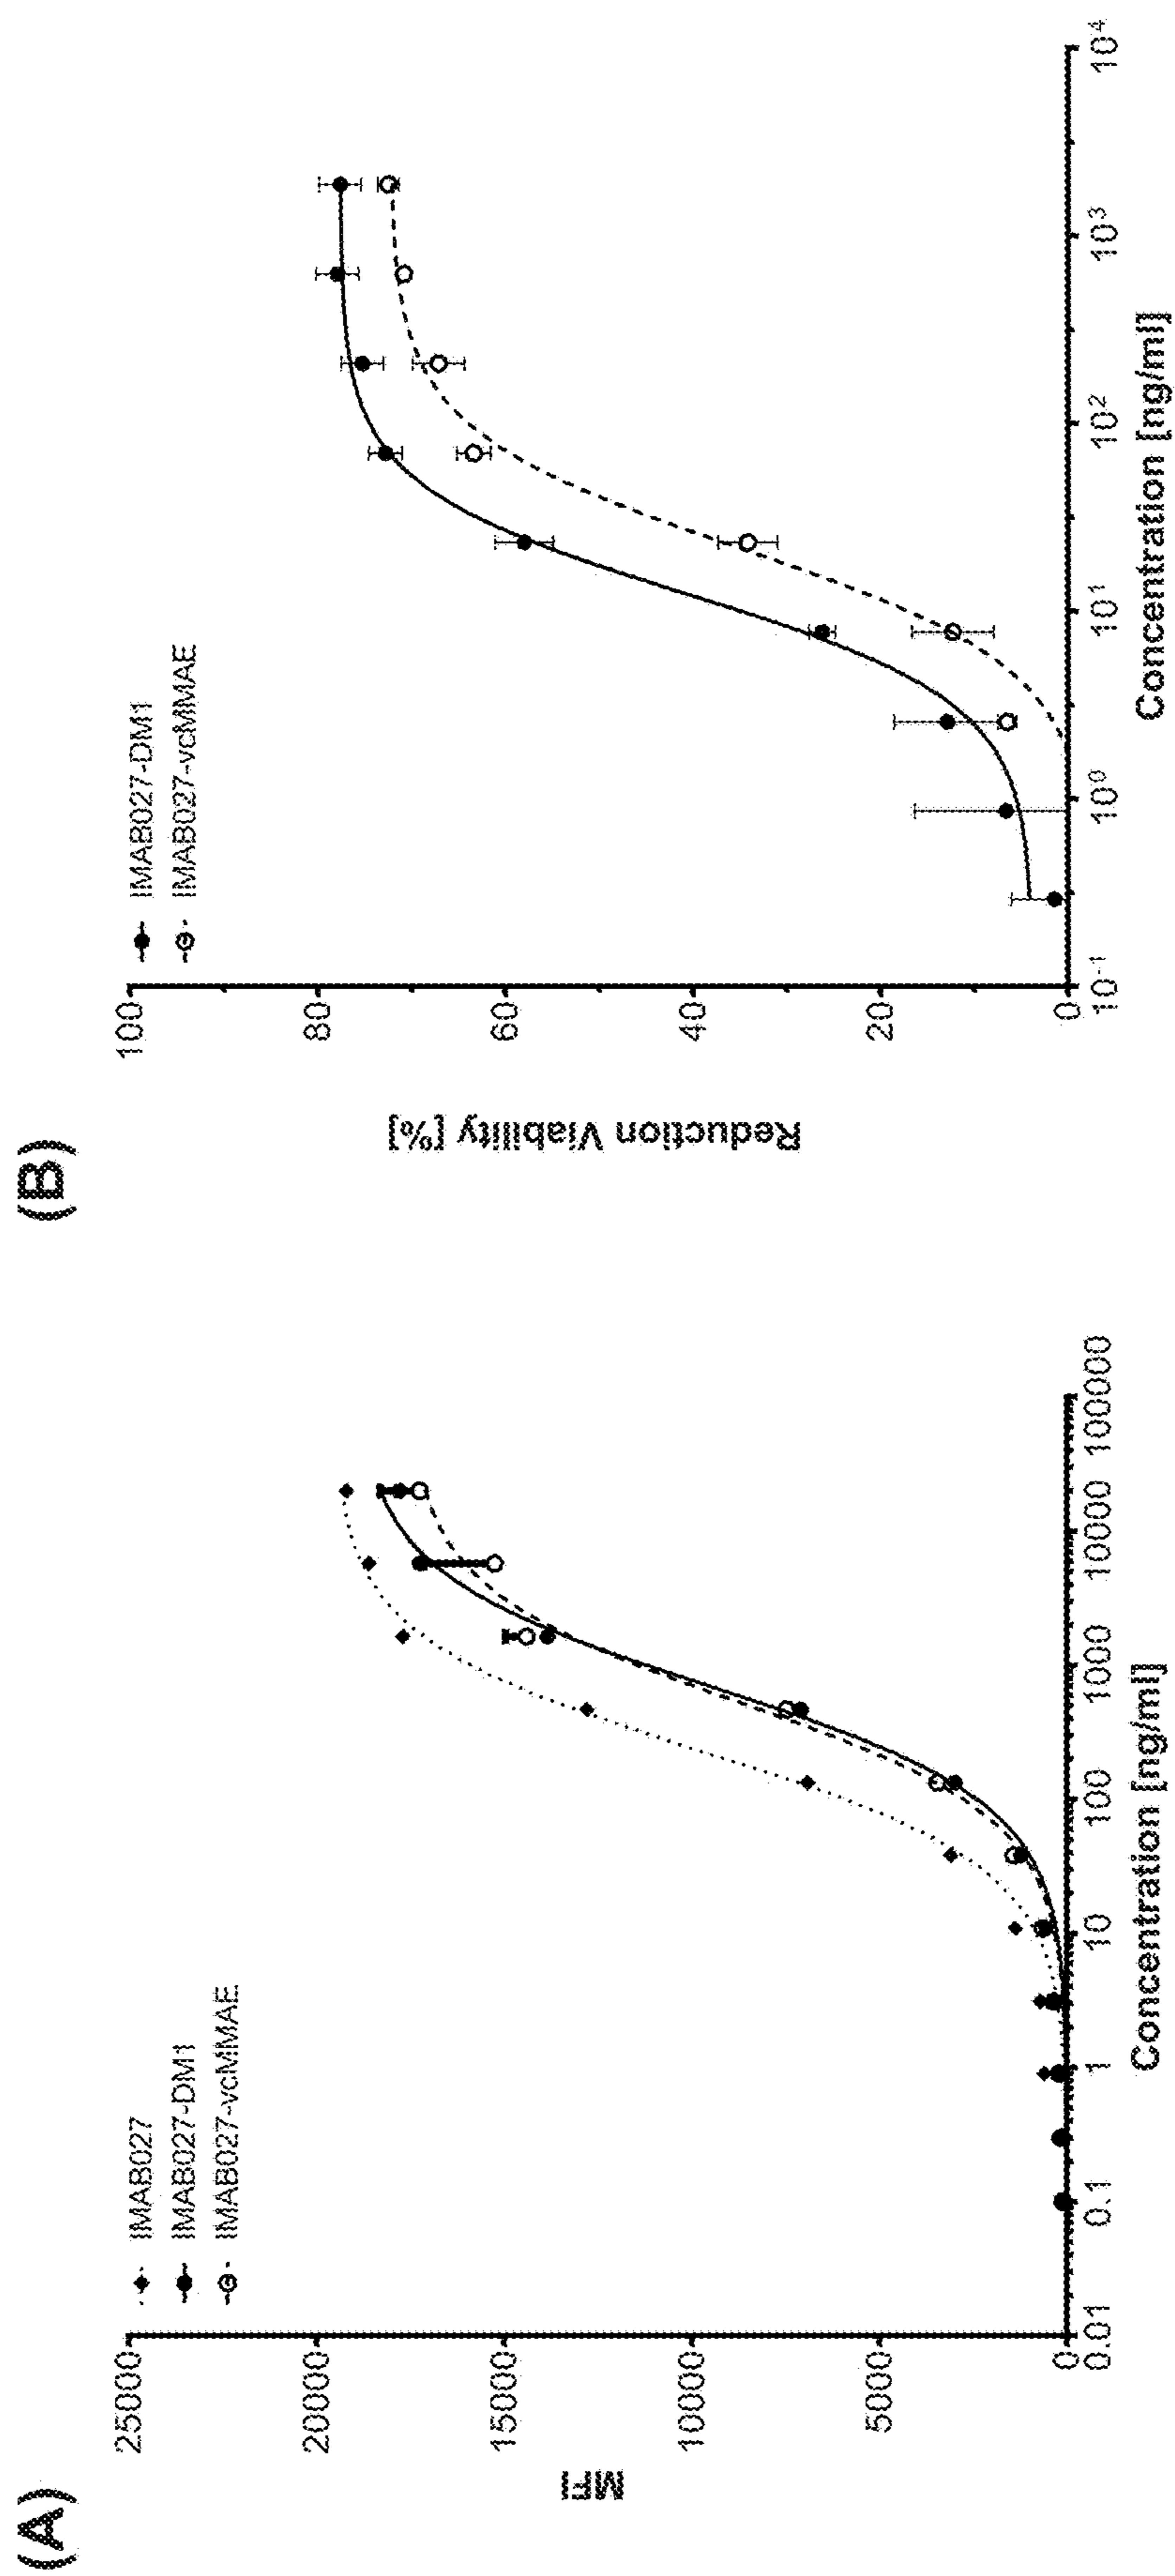 (A)
IMAB027
IMAB027-DM1
IMAB027-vcMMAE
MFI
25000
20000
15000
10000
5000
0
0.01 0.1 1 10 100 1000 10000 100000
Concentration [ng/ml]
(B)
IMAB027-DM1
IMAB027-vcMMAE
Reduction Viability [%]
100
80
60
40
20
0
10-1 100 101 102 103 104
Concentration [ng/ml]